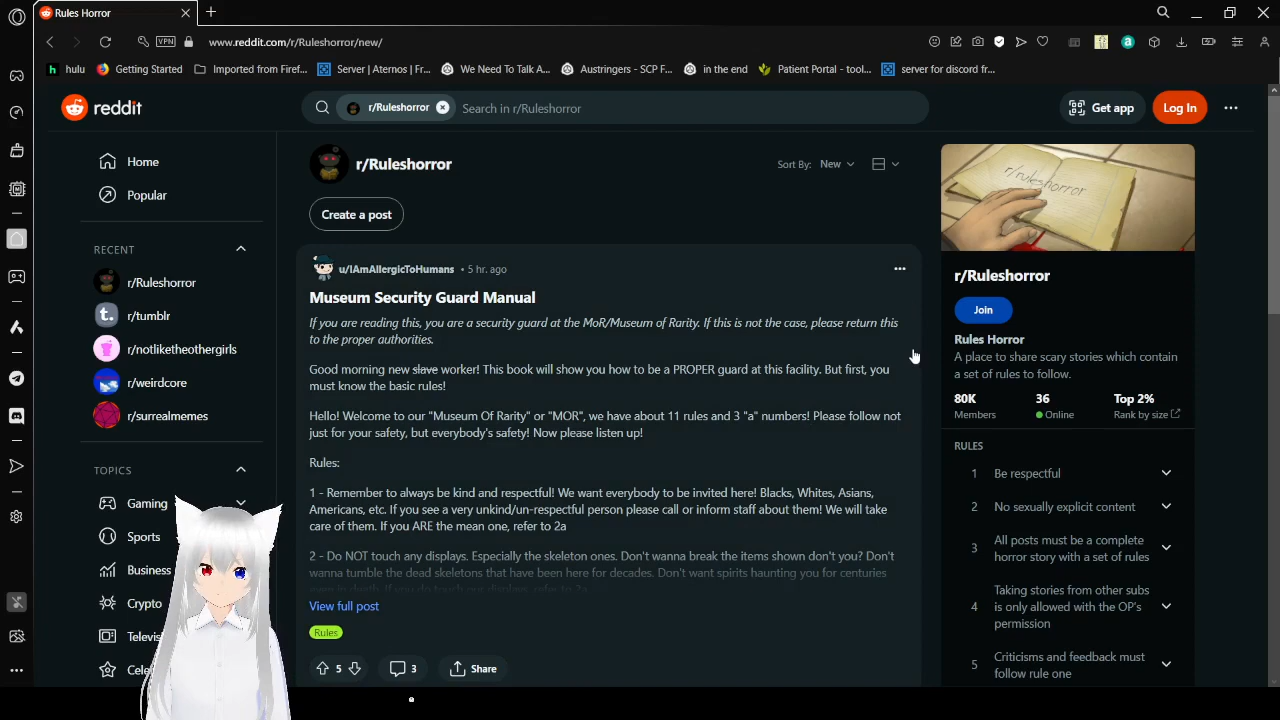 Rules Horror
VPN
www.reddit.com/r/Ruleshorror/new/
hulu
Getting Started
Imported from Firef...
Server | Aternos | Fr...
We Need To Talk A...
Austringers - SCP F...
in the end
Patient Portal - tool...
server for discord fr...
reddit
r/Ruleshorror
Search in r/Ruleshorror
Get app
Log In
Home
Popular
RECENT
r/Ruleshorror
r/tumblr
r/notliketheothergirls
r/weirdcore
r/surrealmemes
TOPICS
Gaming
Sports
Business
Crypto
Televisi
Cele
r/Ruleshorror
Sort By: New
Create a post
u/IAmAllergicToHumans • 5 hr. ago
Museum Security Guard Manual
If you are reading this, you are a security guard at the MoR/Museum of Rarity. If this is not the case, please return this
to the proper authorities.
Good morning new slave worker! This book will show you how to be a PROPER guard at this facility. But first, you
must know the basic rules!
Hello! Welcome to our "Museum Of Rarity" or "MOR", we have about 11 rules and 3 "a" numbers! Please follow not
just for your safety, but everybody's safety! Now please listen up!
Rules:
1 - Remember to always be kind and respectful! We want everybody to be invited here! Blacks, Whites, Asians,
Americans, etc. If you see a very unkind/un-respectful person please call or inform staff about them! We will take
care of them. If you ARE the mean one, refer to 2a
2 - Do NOT touch any displays. Especially the skeleton ones. Don't wanna break the items shown don't you? Don't
wanna tumble the dead skeletons that have been here for decades. Don't want spirits haunting you for centuries
even in death. If you do touch our displays, refer to 2a
View full post
Rules
5
3
Share
r/ruleshorror
r/Ruleshorror
Join
Rules Horror
A place to share scary stories which contain
a set of rules to follow.
80K
36
Top 2%
Members
Online
Rank by size
RULES
1 Be respectful
2 No sexually explicit content
3 All posts must be a complete
horror story with a set of rules
4 Taking stories from other subs
is only allowed with the OP's
permission
5 Criticisms and feedback must
follow rule one